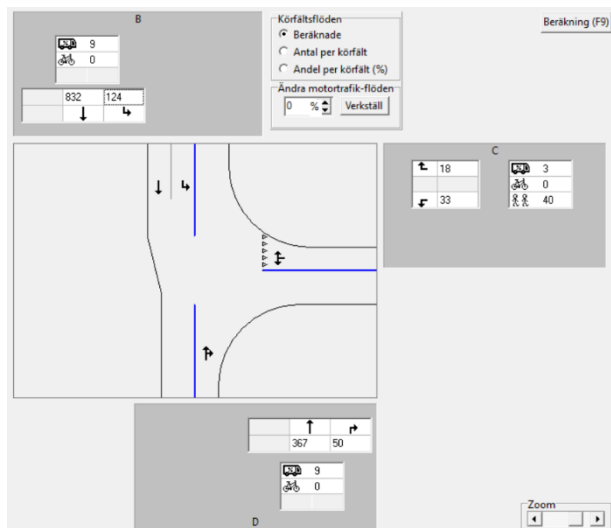 B
Körfältsflöden
Beräkning (F9)
9
Beräknade
0
Antal per körfält
Andel per körfält (%)
832 124
Ändra motortrafik-flöden
0 % Verkställ
C
18 3
0
33 40
367 50
9
0
D
Zoom